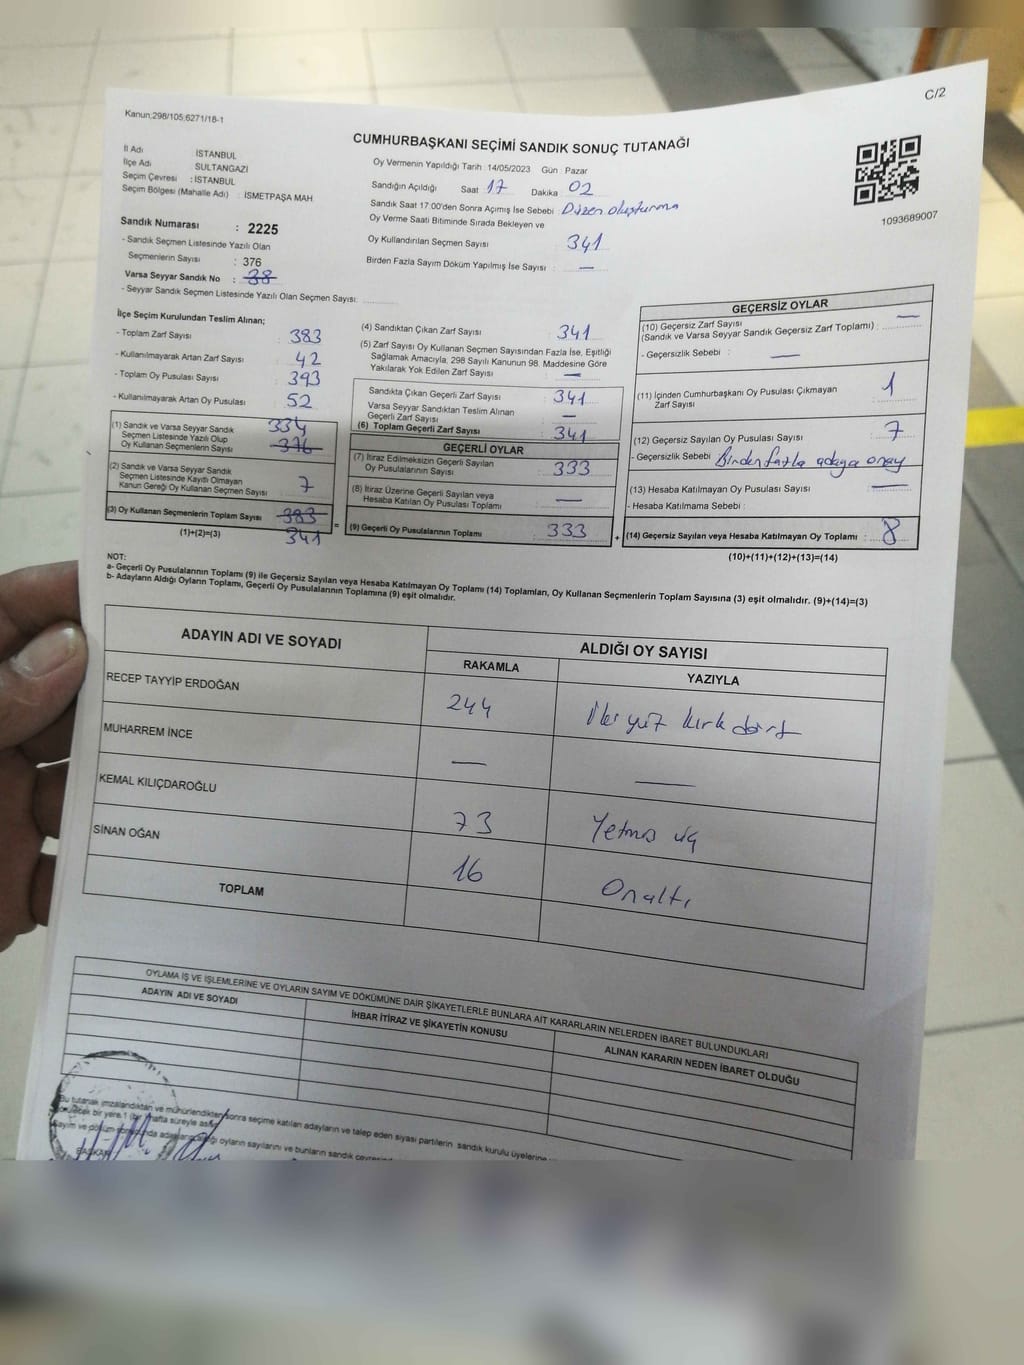 C/2
Kanun;298/105;6271/18-1
CUMHURBAŞKANI SEÇİMİ SANDIK SONUÇ TUTANAĞI
İl Adı İSTANBUL
İlçe Adı SULTANGAZİ
Seçim Çevresi : İSTANBUL
Seçim Bölgesi (Mahalle Adı) : İSMETPAŞA MAH
Oy Vermenin Yapıldığı Tarih : 14/05/2023 Gün : Pazar
Sandığın Açıldığı Saat 17 Dakika 02
Sandık Saat 17:00'den Sonra Açımış İse Sebebi : Düzen oluşturma
Oy Verme Saati Bitiminde Sırada Bekleyen ve
Oy Kullandırılan Seçmen Sayısı 341
Birden Fazla Sayım Döküm Yapılmış İse Sayısı : —
1093689007
Sandık Numarası : 2225
- Sandık Seçmen Listesinde Yazılı Olan
Seçmenlerin Sayısı : 376
Varsa Seyyar Sandık No : 38
- Seyyar Sandık Seçmen Listesinde Yazılı Olan Seçmen Sayısı:
İlçe Seçim Kurulundan Teslim Alınan;
- Toplam Zarf Sayısı 383
- Kullanılmayarak Artan Zarf Sayısı 42
- Toplam Oy Pusulası Sayısı 393
- Kullanılmayarak Artan Oy Pusulası 52
(1) Sandık ve Varsa Seyyar Sandık
Seçmen Listesinde Yazılı Olup
Oy Kullanan Seçmenlerin Sayısı 334 376
(2) Sandık ve Varsa Seyyar Sandık
Seçmen Listesinde Kayıtlı Olmayan
Kanun Gereği Oy Kullanan Seçmen Sayısı 7
(3) Oy Kullanan Seçmenlerin Toplam Sayısı 383
(1)+(2)=(3) 341
(4) Sandıktan Çıkan Zarf Sayısı 341
(5) Zarf Sayısı Oy Kullanan Seçmen Sayısından Fazla İse, Eşitliği
Sağlamak Amacıyla, 298 Sayılı Kanunun 98. Maddesine Göre
Yakılarak Yok Edilen Zarf Sayısı —
Sandıkta Çıkan Geçerli Zarf Sayısı 341
Varsa Seyyar Sandıktan Teslim Alınan
Geçerli Zarf Sayısı —
(6) Toplam Geçerli Zarf Sayısı 341
GEÇERLİ OYLAR
(7) İtiraz Edilmeksizin Geçerli Sayılan
Oy Pusulalarının Sayısı 333
(8) İtiraz Üzerine Geçerli Sayılan veya
Hesaba Katılan Oy Pusulası Toplamı —
= (9) Geçerli Oy Pusulalarının Toplamı 333 +
GEÇERSİZ OYLAR
(10) Geçersiz Zarf Sayısı —
(Sandık ve Varsa Seyyar Sandık Geçersiz Zarf Toplamı) :
- Geçersizlik Sebebi : —
(11) İçinden Cumhurbaşkanı Oy Pusulası Çıkmayan
Zarf Sayısı : 1
(12) Geçersiz Sayılan Oy Pusulası Sayısı : 7
- Geçersizlik Sebebi Birden fazla adaya onay
(13) Hesaba Katılmayan Oy Pusulası Sayısı : —
- Hesaba Katılmama Sebebi :
(14) Geçersiz Sayılan veya Hesaba Katılmayan Oy Toplamı : 8
(10)+(11)+(12)+(13)=(14)
NOT:
a- Geçerli Oy Pusulalarının Toplamı (9) ile Geçersiz Sayılan veya Hesaba Katılmayan Oy Toplamı (14) Toplamları, Oy Kullanan Seçmenlerin Toplam Sayısına (3) eşit olmalıdır. (9)+(14)=(3)
b- Adayların Aldığı Oyların Toplamı, Geçerli Oy Pusulalarının Toplamına (9) eşit olmalıdır.
ADAYIN ADI VE SOYADI ALDIĞI OY SAYISI
RAKAMLA YAZIYLA
RECEP TAYYİP ERDOĞAN 244 İki yüz kırk dört
MUHARREM İNCE — —
KEMAL KILIÇDAROĞLU 73 Yetmiş üç
SİNAN OĞAN 16 Onaltı
TOPLAM
OYLAMA İŞ VE İŞLEMLERİNE VE OYLARIN SAYIM VE DÖKÜMÜNE DAİR ŞİKAYETLERLE BUNLARA AİT KARARLARIN NELERDEN İBARET BULUNDUKLARI
ADAYIN ADI VE SOYADI İHBAR İTİRAZ VE ŞİKAYETİN KONUSU ALINAN KARARIN NEDEN İBARET OLDUĞU
Bu tutanak imzalandıktan ve mühürlendikten sonra seçime katılan adayların ve talep eden siyasi partilerin sandık kurulu üyelerine
bir yere 1 (bir) hafta süreyle
Sayım ve döküm oyların sayılarını ve bunların sandık
BAŞKAN